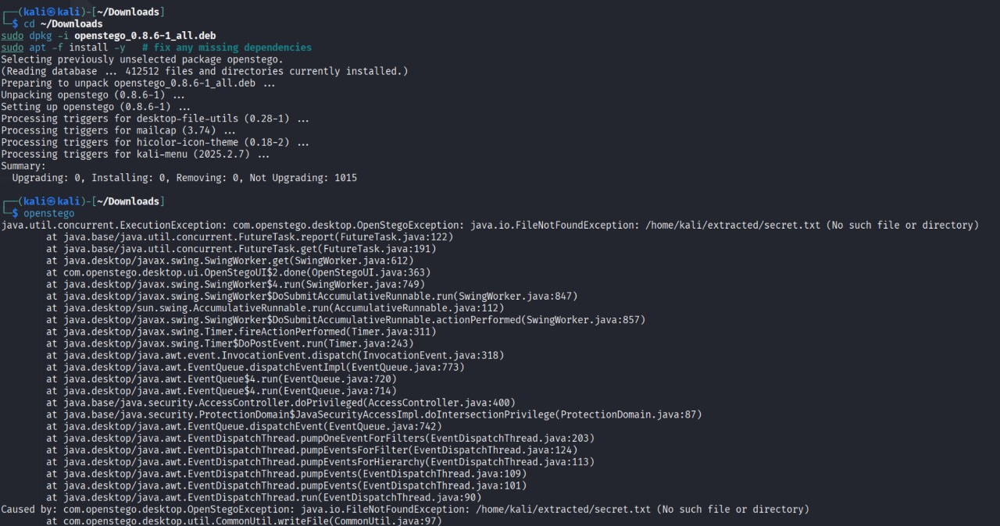 ┌──(kali㉿kali)-[~/Downloads]
└─$ cd ~/Downloads
sudo dpkg -i openstego_0.8.6-1_all.deb
sudo apt -f install -y   # fix any missing dependencies
Selecting previously unselected package openstego.
(Reading database ... 412512 files and directories currently installed.)
Preparing to unpack openstego_0.8.6-1_all.deb ...
Unpacking openstego (0.8.6-1) ...
Setting up openstego (0.8.6-1) ...
Processing triggers for desktop-file-utils (0.28-1) ...
Processing triggers for mailcap (3.74) ...
Processing triggers for hicolor-icon-theme (0.18-2) ...
Processing triggers for kali-menu (2025.2.7) ...
Summary:
  Upgrading: 0, Installing: 0, Removing: 0, Not Upgrading: 1015

┌──(kali㉿kali)-[~/Downloads]
└─$ openstego
java.util.concurrent.ExecutionException: com.openstego.desktop.OpenStegoException: java.io.FileNotFoundException: /home/kali/extracted/secret.txt (No such file or directory)
        at java.base/java.util.concurrent.FutureTask.report(FutureTask.java:122)
        at java.base/java.util.concurrent.FutureTask.get(FutureTask.java:191)
        at java.desktop/javax.swing.SwingWorker.get(SwingWorker.java:612)
        at com.openstego.desktop.ui.OpenStegoUI$2.done(OpenStegoUI.java:363)
        at java.desktop/javax.swing.SwingWorker$4.run(SwingWorker.java:749)
        at java.desktop/javax.swing.SwingWorker$DoSubmitAccumulativeRunnable.run(SwingWorker.java:847)
        at java.desktop/sun.swing.AccumulativeRunnable.run(AccumulativeRunnable.java:112)
        at java.desktop/javax.swing.SwingWorker$DoSubmitAccumulativeRunnable.actionPerformed(SwingWorker.java:857)
        at java.desktop/javax.swing.Timer.fireActionPerformed(Timer.java:311)
        at java.desktop/javax.swing.Timer$DoPostEvent.run(Timer.java:243)
        at java.desktop/java.awt.event.InvocationEvent.dispatch(InvocationEvent.java:318)
        at java.desktop/java.awt.EventQueue.dispatchEventImpl(EventQueue.java:773)
        at java.desktop/java.awt.EventQueue$4.run(EventQueue.java:720)
        at java.desktop/java.awt.EventQueue$4.run(EventQueue.java:714)
        at java.base/java.security.AccessController.doPrivileged(AccessController.java:400)
        at java.base/java.security.ProtectionDomain$JavaSecurityAccessImpl.doIntersectionPrivilege(ProtectionDomain.java:87)
        at java.desktop/java.awt.EventQueue.dispatchEvent(EventQueue.java:742)
        at java.desktop/java.awt.EventDispatchThread.pumpOneEventForFilters(EventDispatchThread.java:203)
        at java.desktop/java.awt.EventDispatchThread.pumpEventsForFilter(EventDispatchThread.java:124)
        at java.desktop/java.awt.EventDispatchThread.pumpEventsForHierarchy(EventDispatchThread.java:113)
        at java.desktop/java.awt.EventDispatchThread.pumpEvents(EventDispatchThread.java:109)
        at java.desktop/java.awt.EventDispatchThread.pumpEvents(EventDispatchThread.java:101)
        at java.desktop/java.awt.EventDispatchThread.run(EventDispatchThread.java:90)
Caused by: com.openstego.desktop.OpenStegoException: java.io.FileNotFoundException: /home/kali/extracted/secret.txt (No such file or directory)
        at com.openstego.desktop.util.CommonUtil.writeFile(CommonUtil.java:97)